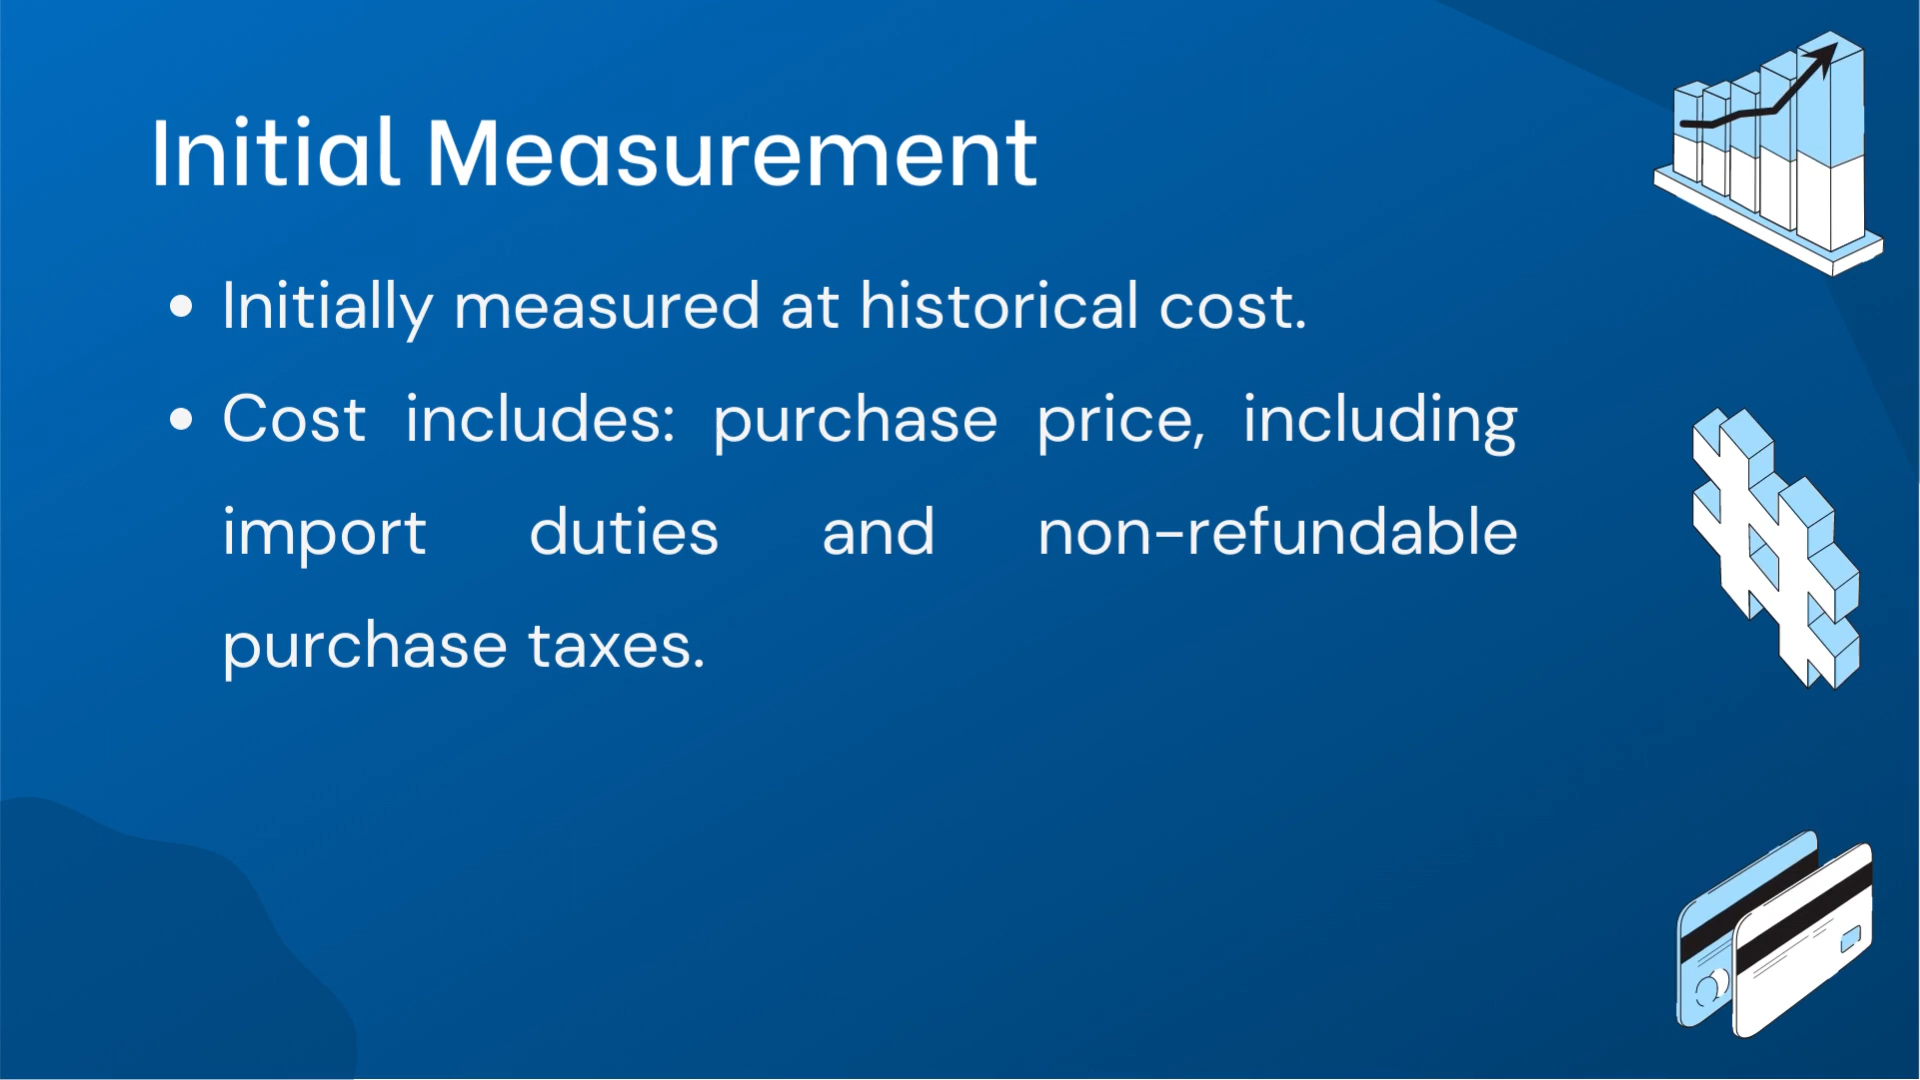 Initial Measurement
• Initially measured at historical cost.
• Cost includes: purchase price, including
import duties and non-refundable
purchase taxes.